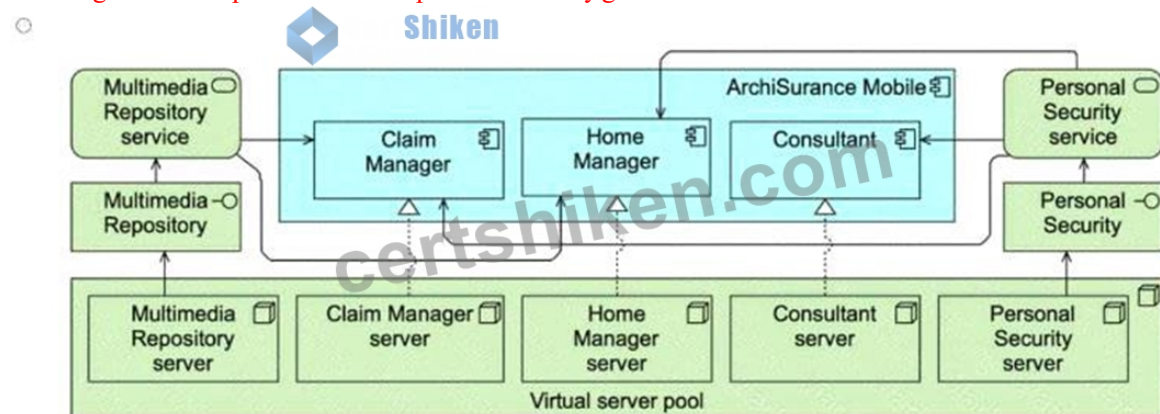 Shiken
ArchiSurance Mobile
Multimedia
Repository
service
Claim
Manager
Home
Manager
Consultant
Personal
Security
service
Multimedia
Repository
Personal
Security
certshiken.com
Multimedia
Repository
server
Claim Manager
server
Home
Manager
server
Consultant
server
Personal
Security
server
Virtual server pool